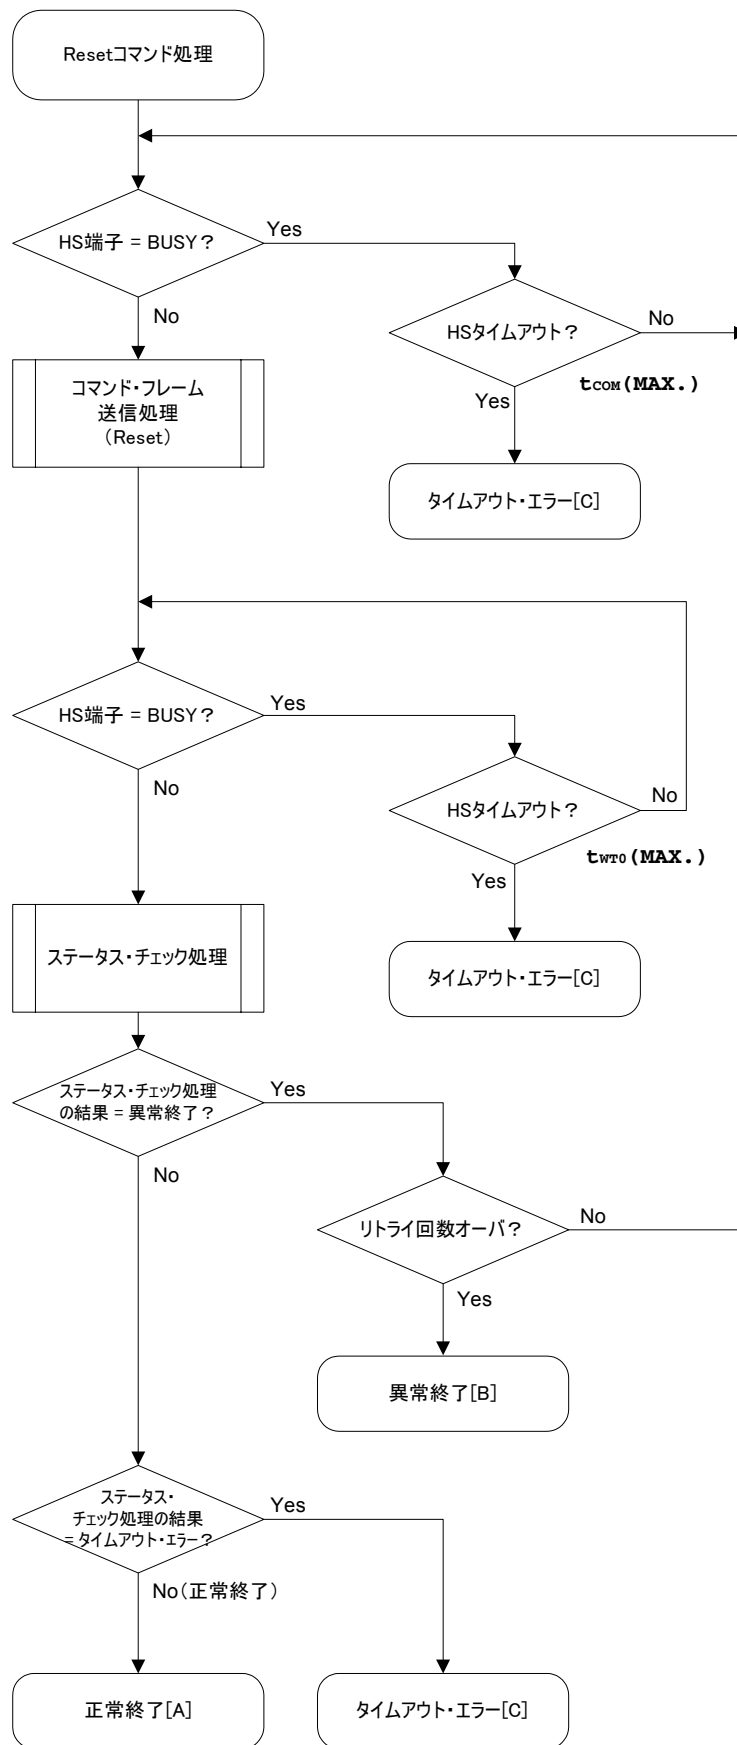 Resetコマンド処理
HS端子 = BUSY？
Yes
No
HSタイムアウト？
No
tCOM(MAX.)
Yes
コマンド・フレーム
送信処理
（Reset）
タイムアウト・エラー[C]
HS端子 = BUSY？
Yes
No
HSタイムアウト？
No
tWT0(MAX.)
Yes
ステータス・チェック処理
タイムアウト・エラー[C]
ステータス・チェック処理
の結果 = 異常終了？
Yes
No
リトライ回数オーバ？
No
Yes
異常終了[B]
ステータス・
チェック処理の結果
= タイムアウト・エラー？
Yes
No（正常終了）
正常終了[A]
タイムアウト・エラー[C]